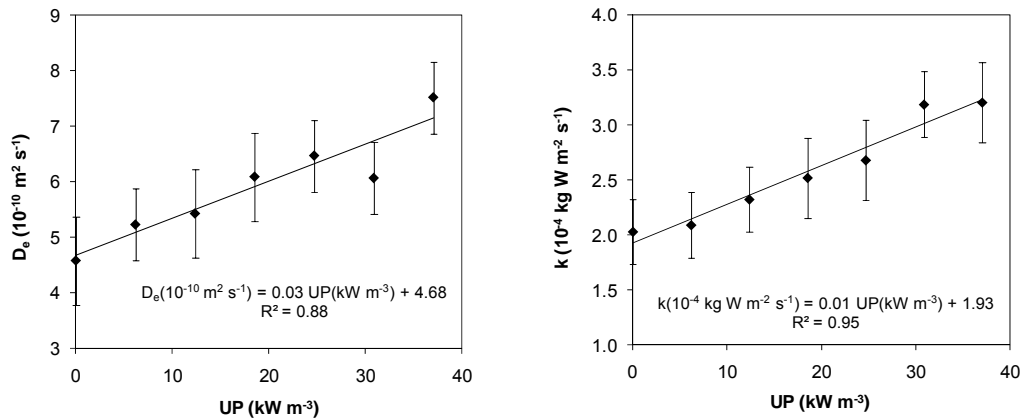 9
8
7
6
5
4
3
0 10 20 30 40
D_e (10⁻¹⁰ m² s⁻¹)
UP (kW m⁻³)
D_e(10⁻¹⁰ m² s⁻¹) = 0.03 UP(kW m⁻³) + 4.68
R² = 0.88
4.0
3.5
3.0
2.5
2.0
1.5
1.0
0 10 20 30 40
k (10⁻⁴ kg W m⁻² s⁻¹)
UP (kW m⁻³)
k(10⁻⁴ kg W m⁻² s⁻¹) = 0.01 UP(kW m⁻³) + 1.93
R² = 0.95